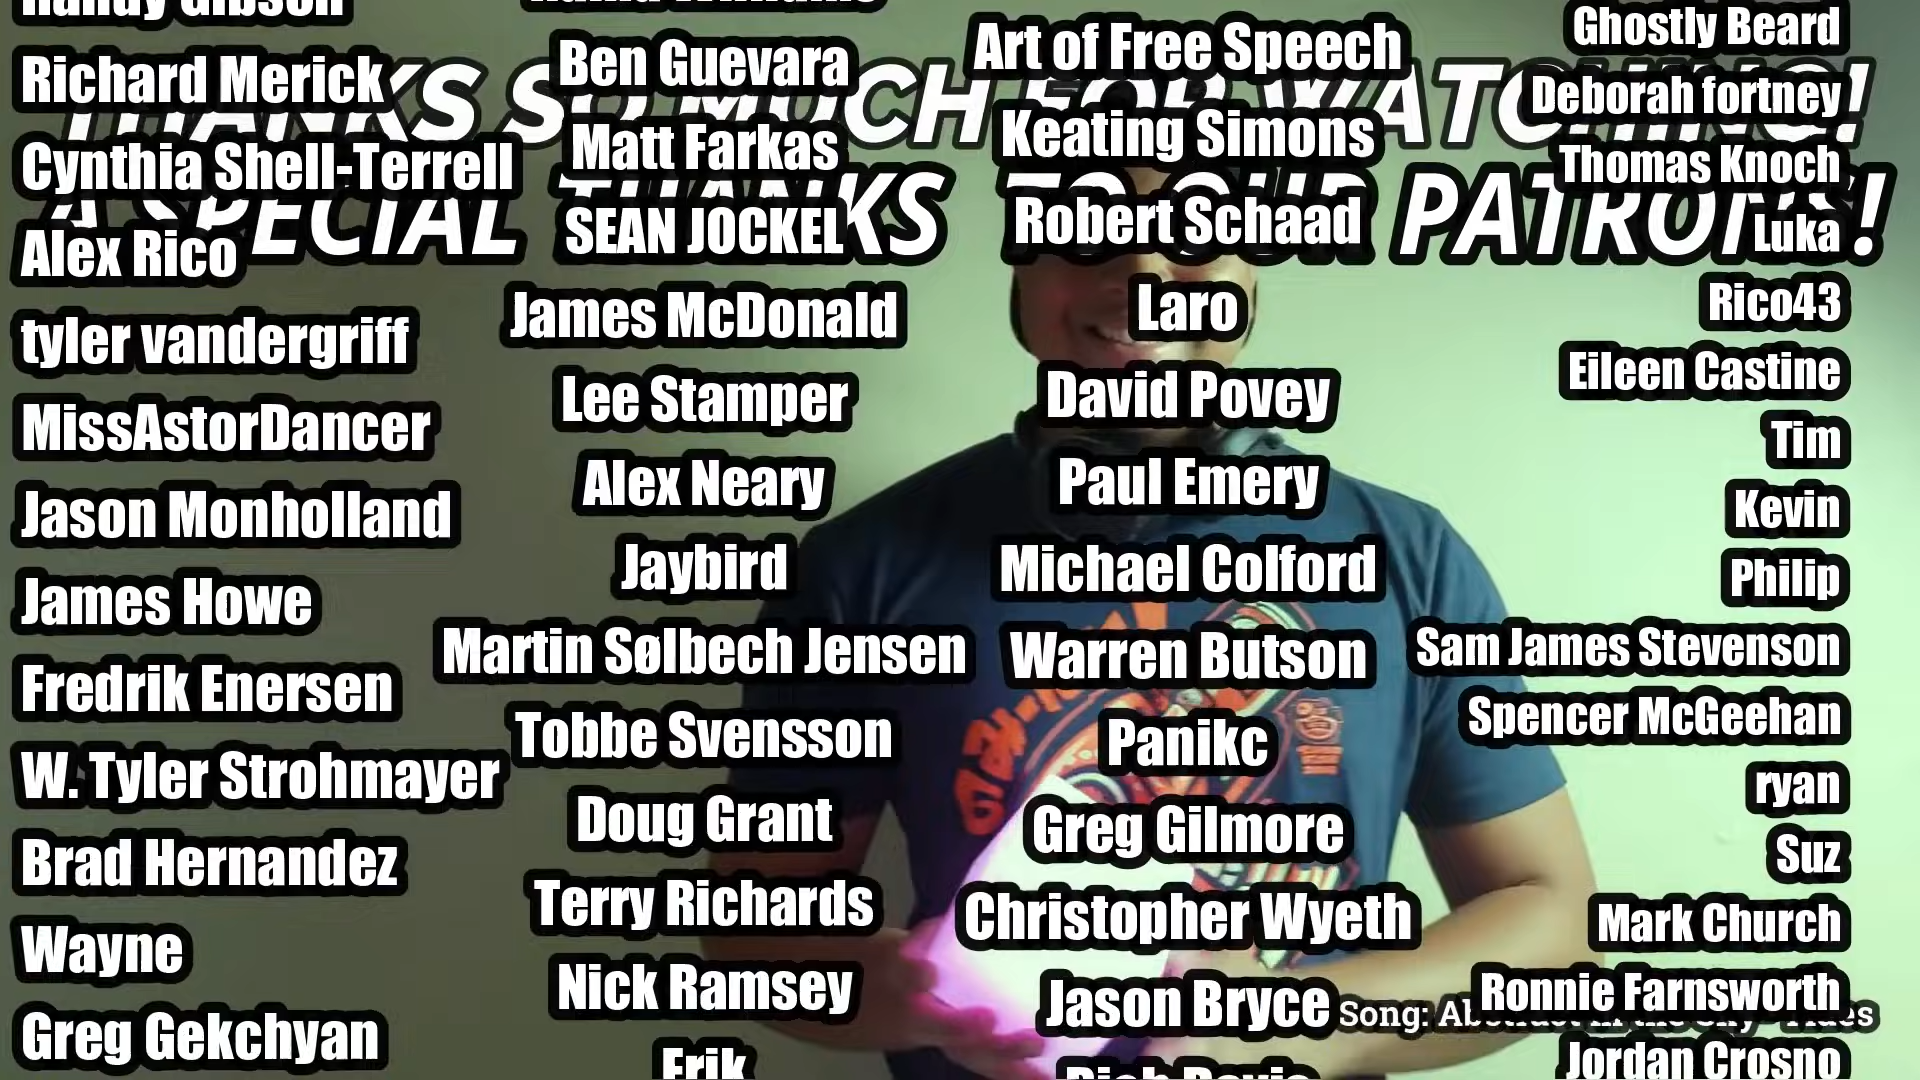 THANKS SO MUCH FOR WATCHING!
A SPECIAL THANKS TO OUR PATRONS!
Randy Gibson
Richard Merick
Cynthia Shell-Terrell
Alex Rico
tyler vandergriff
MissAstorDancer
Jason Monholland
James Howe
Fredrik Enersen
W. Tyler Strohmayer
Brad Hernandez
Wayne
Greg Gekchyan
Ben Guevara
Matt Farkas
SEAN JOCKEL
James McDonald
Lee Stamper
Alex Neary
Jaybird
Martin Sølbech Jensen
Tobbe Svensson
Doug Grant
Terry Richards
Nick Ramsey
Erik
Art of Free Speech
Keating Simons
Robert Schaad
Laro
David Povey
Paul Emery
Michael Colford
Warren Butson
Panikc
Greg Gilmore
Christopher Wyeth
Jason Bryce
Ghostly Beard
Deborah fortney
Thomas Knoch
Luka
Rico43
Eileen Castine
Tim
Kevin
Philip
Sam James Stevenson
Spencer McGeehan
ryan
Suz
Mark Church
Ronnie Farnsworth
Jordan Crosno
Song: